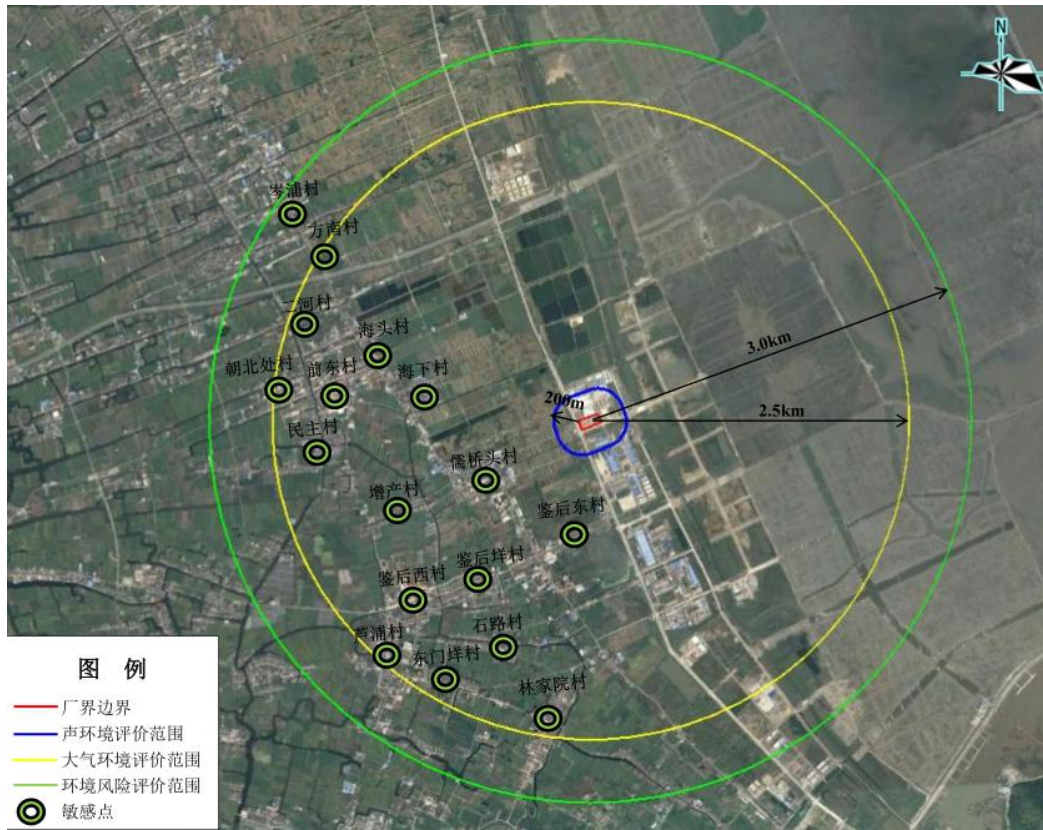 N
岑浦村
方南村
二河村
海头村
朝北处村
前东村
海下村
3.0km
200m
2.5km
民主村
儒桥头村
增产村
鉴后东村
鉴后垟村
鉴后西村
石路村
芦浦村
东门垟村
林家院村
图 例
厂界边界
声环境评价范围
大气环境评价范围
环境风险评价范围
敏感点